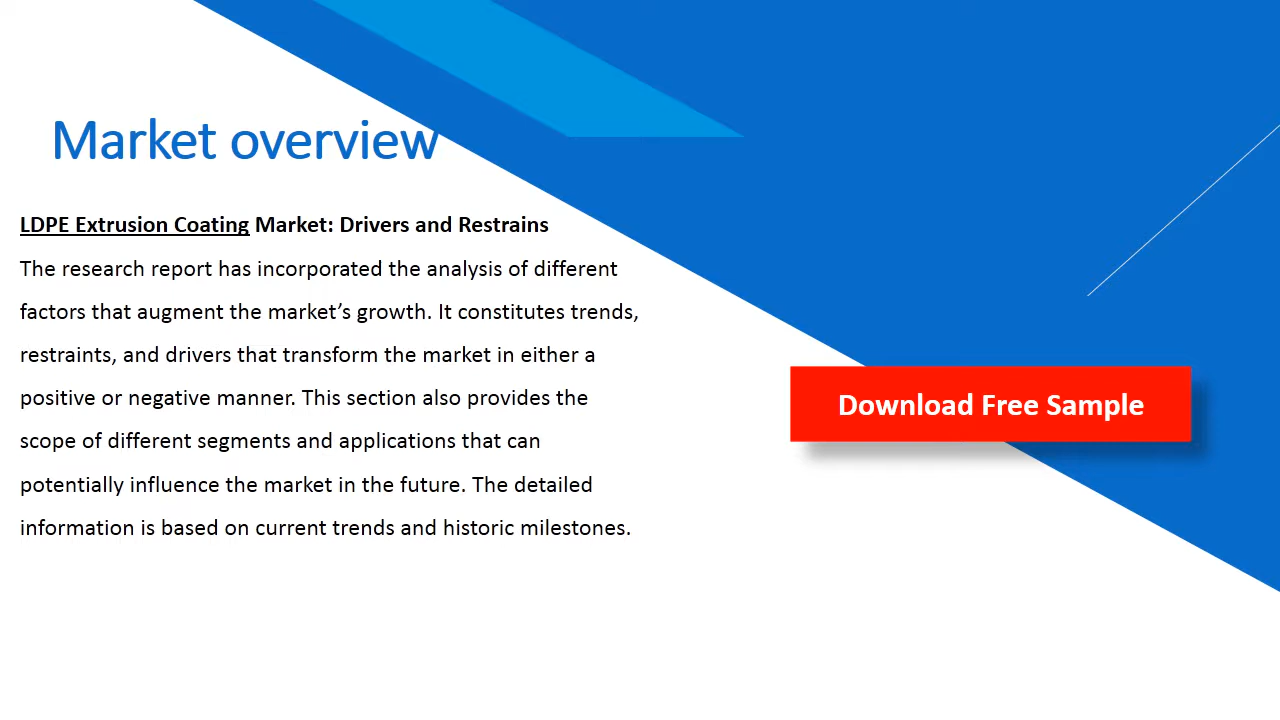 Market overview
LDPE Extrusion Coating Market: Drivers and Restrains
The research report has incorporated the analysis of different
factors that augment the market’s growth. It constitutes trends,
restraints, and drivers that transform the market in either a
positive or negative manner. This section also provides the
scope of different segments and applications that can
potentially influence the market in the future. The detailed
information is based on current trends and historic milestones.
Download Free Sample